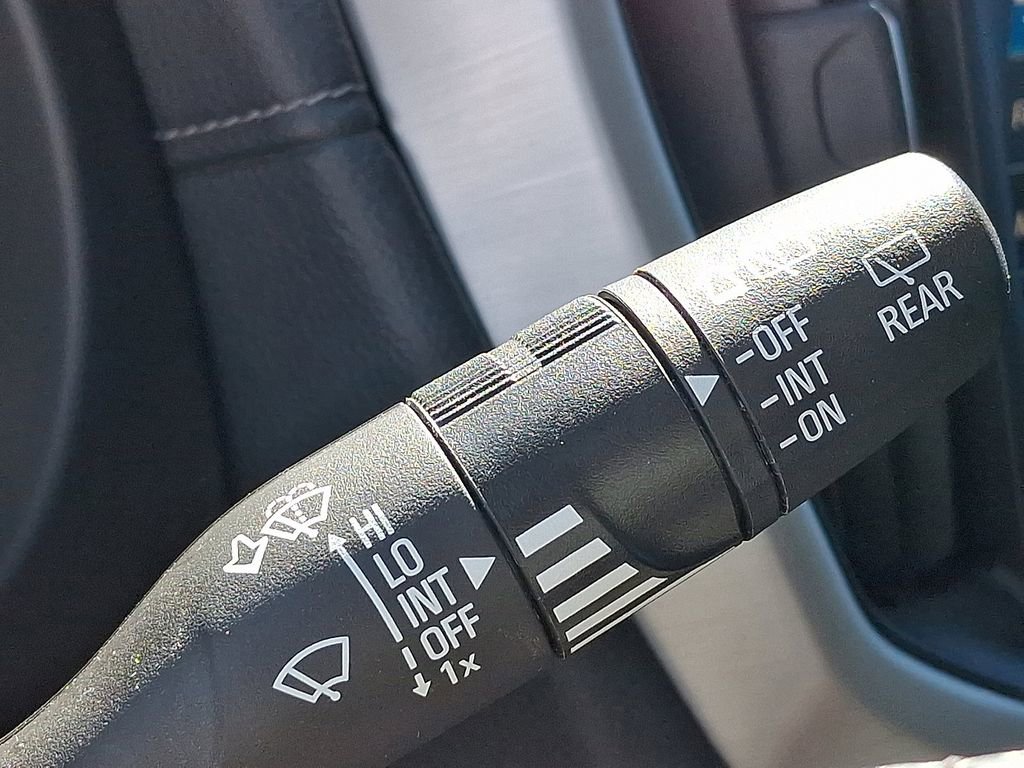 HI
LO
INT
OFF
1x
-OFF
-INT
-ON
REAR